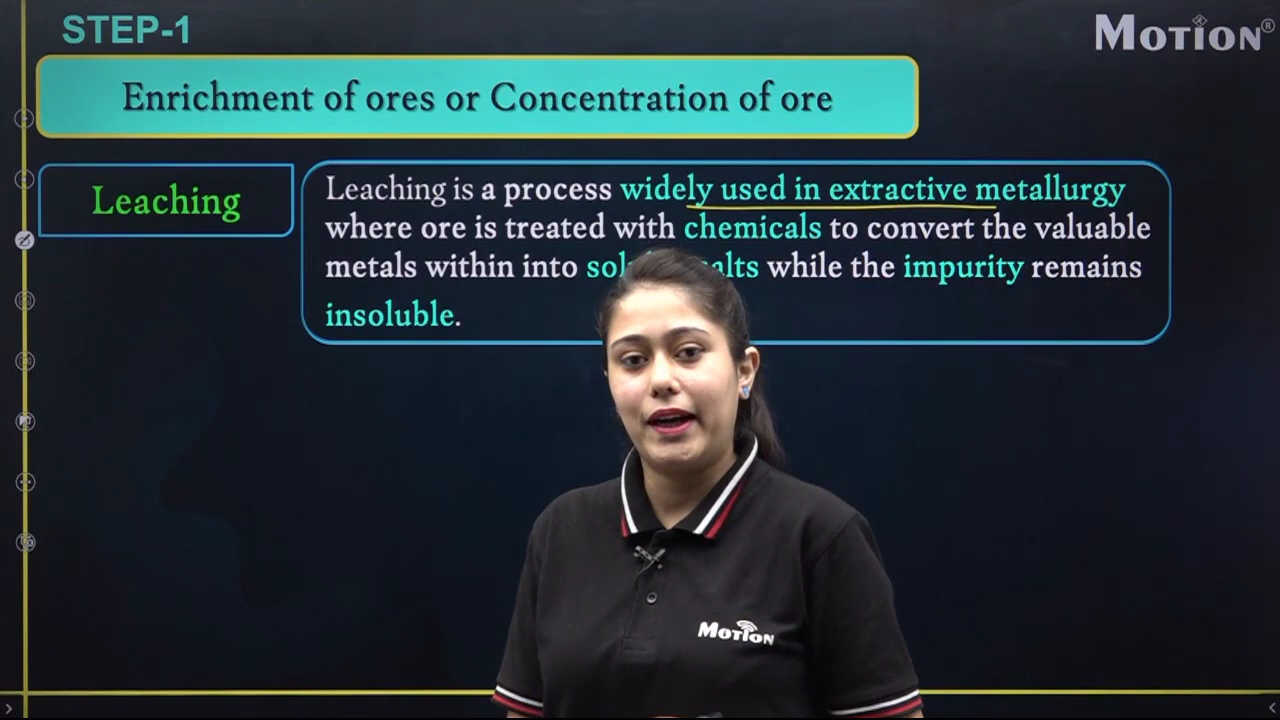 STEP-1
MOTION®
Enrichment of ores or Concentration of ore
Leaching
Leaching is a process widely used in extractive metallurgy
where ore is treated with chemicals to convert the valuable
metals within into salts while the impurity remains
insoluble.
MOTION